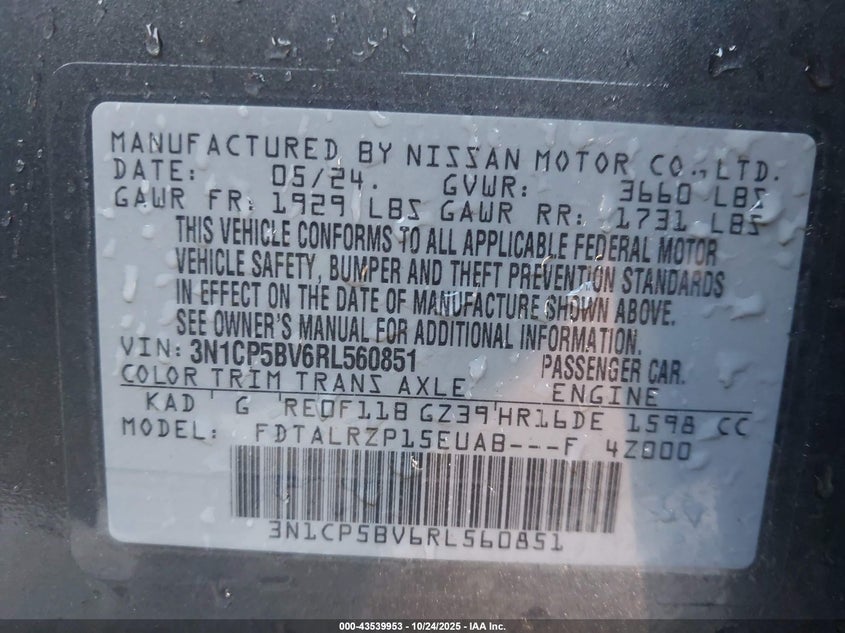 MANUFACTURED BY NISSAN MOTOR CO.,LTD.
DATE: 05/24. GVWR: 3660 LBS
GAWR FR: 1929 LBS GAWR RR: 1731 LBS
THIS VEHICLE CONFORMS TO ALL APPLICABLE FEDERAL MOTOR
VEHICLE SAFETY, BUMPER AND THEFT PREVENTION STANDARDS
IN EFFECT ON THE DATE OF MANUFACTURE SHOWN ABOVE.
SEE OWNER'S MANUAL FOR ADDITIONAL INFORMATION.
VIN: 3N1CP5BV6RL560851 PASSENGER CAR.
COLOR TRIM TRANS AXLE ENGINE
KAD G RE0F11B GZ39 HR16DE 1598 CC
MODEL: FDTALRZP15EUAB---F 4Z000
3N1CP5BV6RL560851
000-43539953 - 10/24/2025 - IAA Inc.